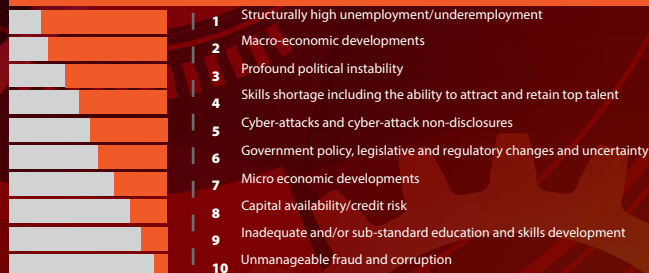 1 Structurally high unemployment/underemployment
2 Macro-economic developments
3 Profound political instability
4 Skills shortage including the ability to attract and retain top talent
5 Cyber-attacks and cyber-attack non-disclosures
6 Government policy, legislative and regulatory changes and uncertainty
7 Micro economic developments
8 Capital availability/credit risk
9 Inadequate and/or sub-standard education and skills development
10 Unmanageable fraud and corruption